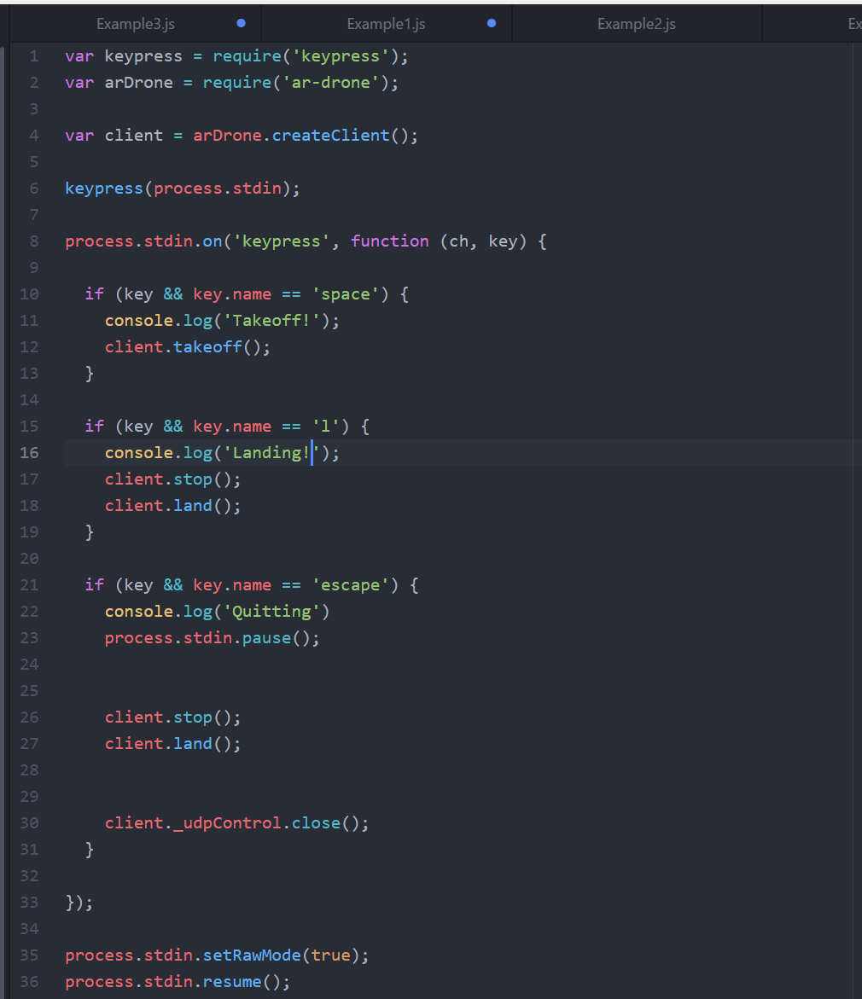 Example3.js Example1.js Example2.js Ex
1 var keypress = require('keypress');
2 var arDrone = require('ar-drone');
3
4 var client = arDrone.createClient();
5
6 keypress(process.stdin);
7
8 process.stdin.on('keypress', function (ch, key) {
9
10   if (key && key.name == 'space') {
11     console.log('Takeoff!');
12     client.takeoff();
13   }
14
15   if (key && key.name == 'l') {
16     console.log('Landing!');
17     client.stop();
18     client.land();
19   }
20
21   if (key && key.name == 'escape') {
22     console.log('Quitting')
23     process.stdin.pause();
24
25
26     client.stop();
27     client.land();
28
29
30     client._udpControl.close();
31   }
32
33 });
34
35 process.stdin.setRawMode(true);
36 process.stdin.resume();